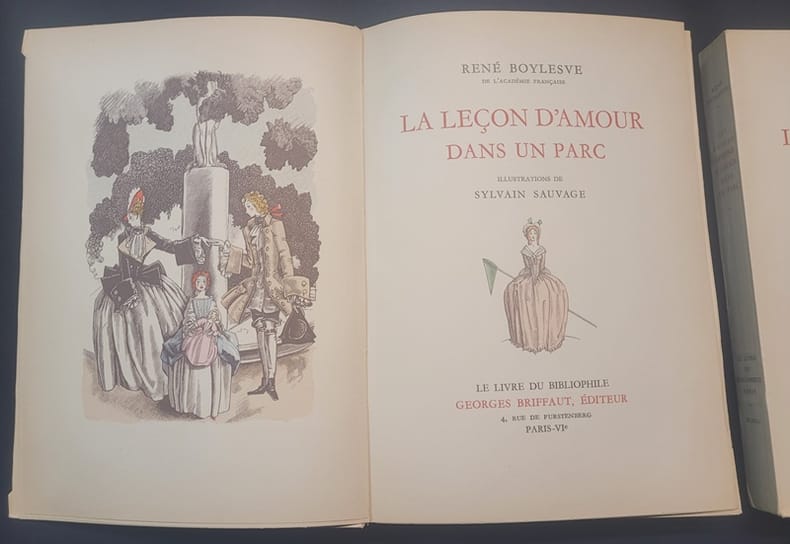 RENÉ BOYLESVE
DE L'ACADÉMIE FRANÇAISE
LA LEÇON D'AMOUR
DANS UN PARC
ILLUSTRATIONS DE
SYLVAIN SAUVAGE
LE LIVRE DU BIBLIOPHILE
GEORGES BRIFFAUT, ÉDITEUR
4, RUE DE FURSTENBERG
PARIS-VIᵉ